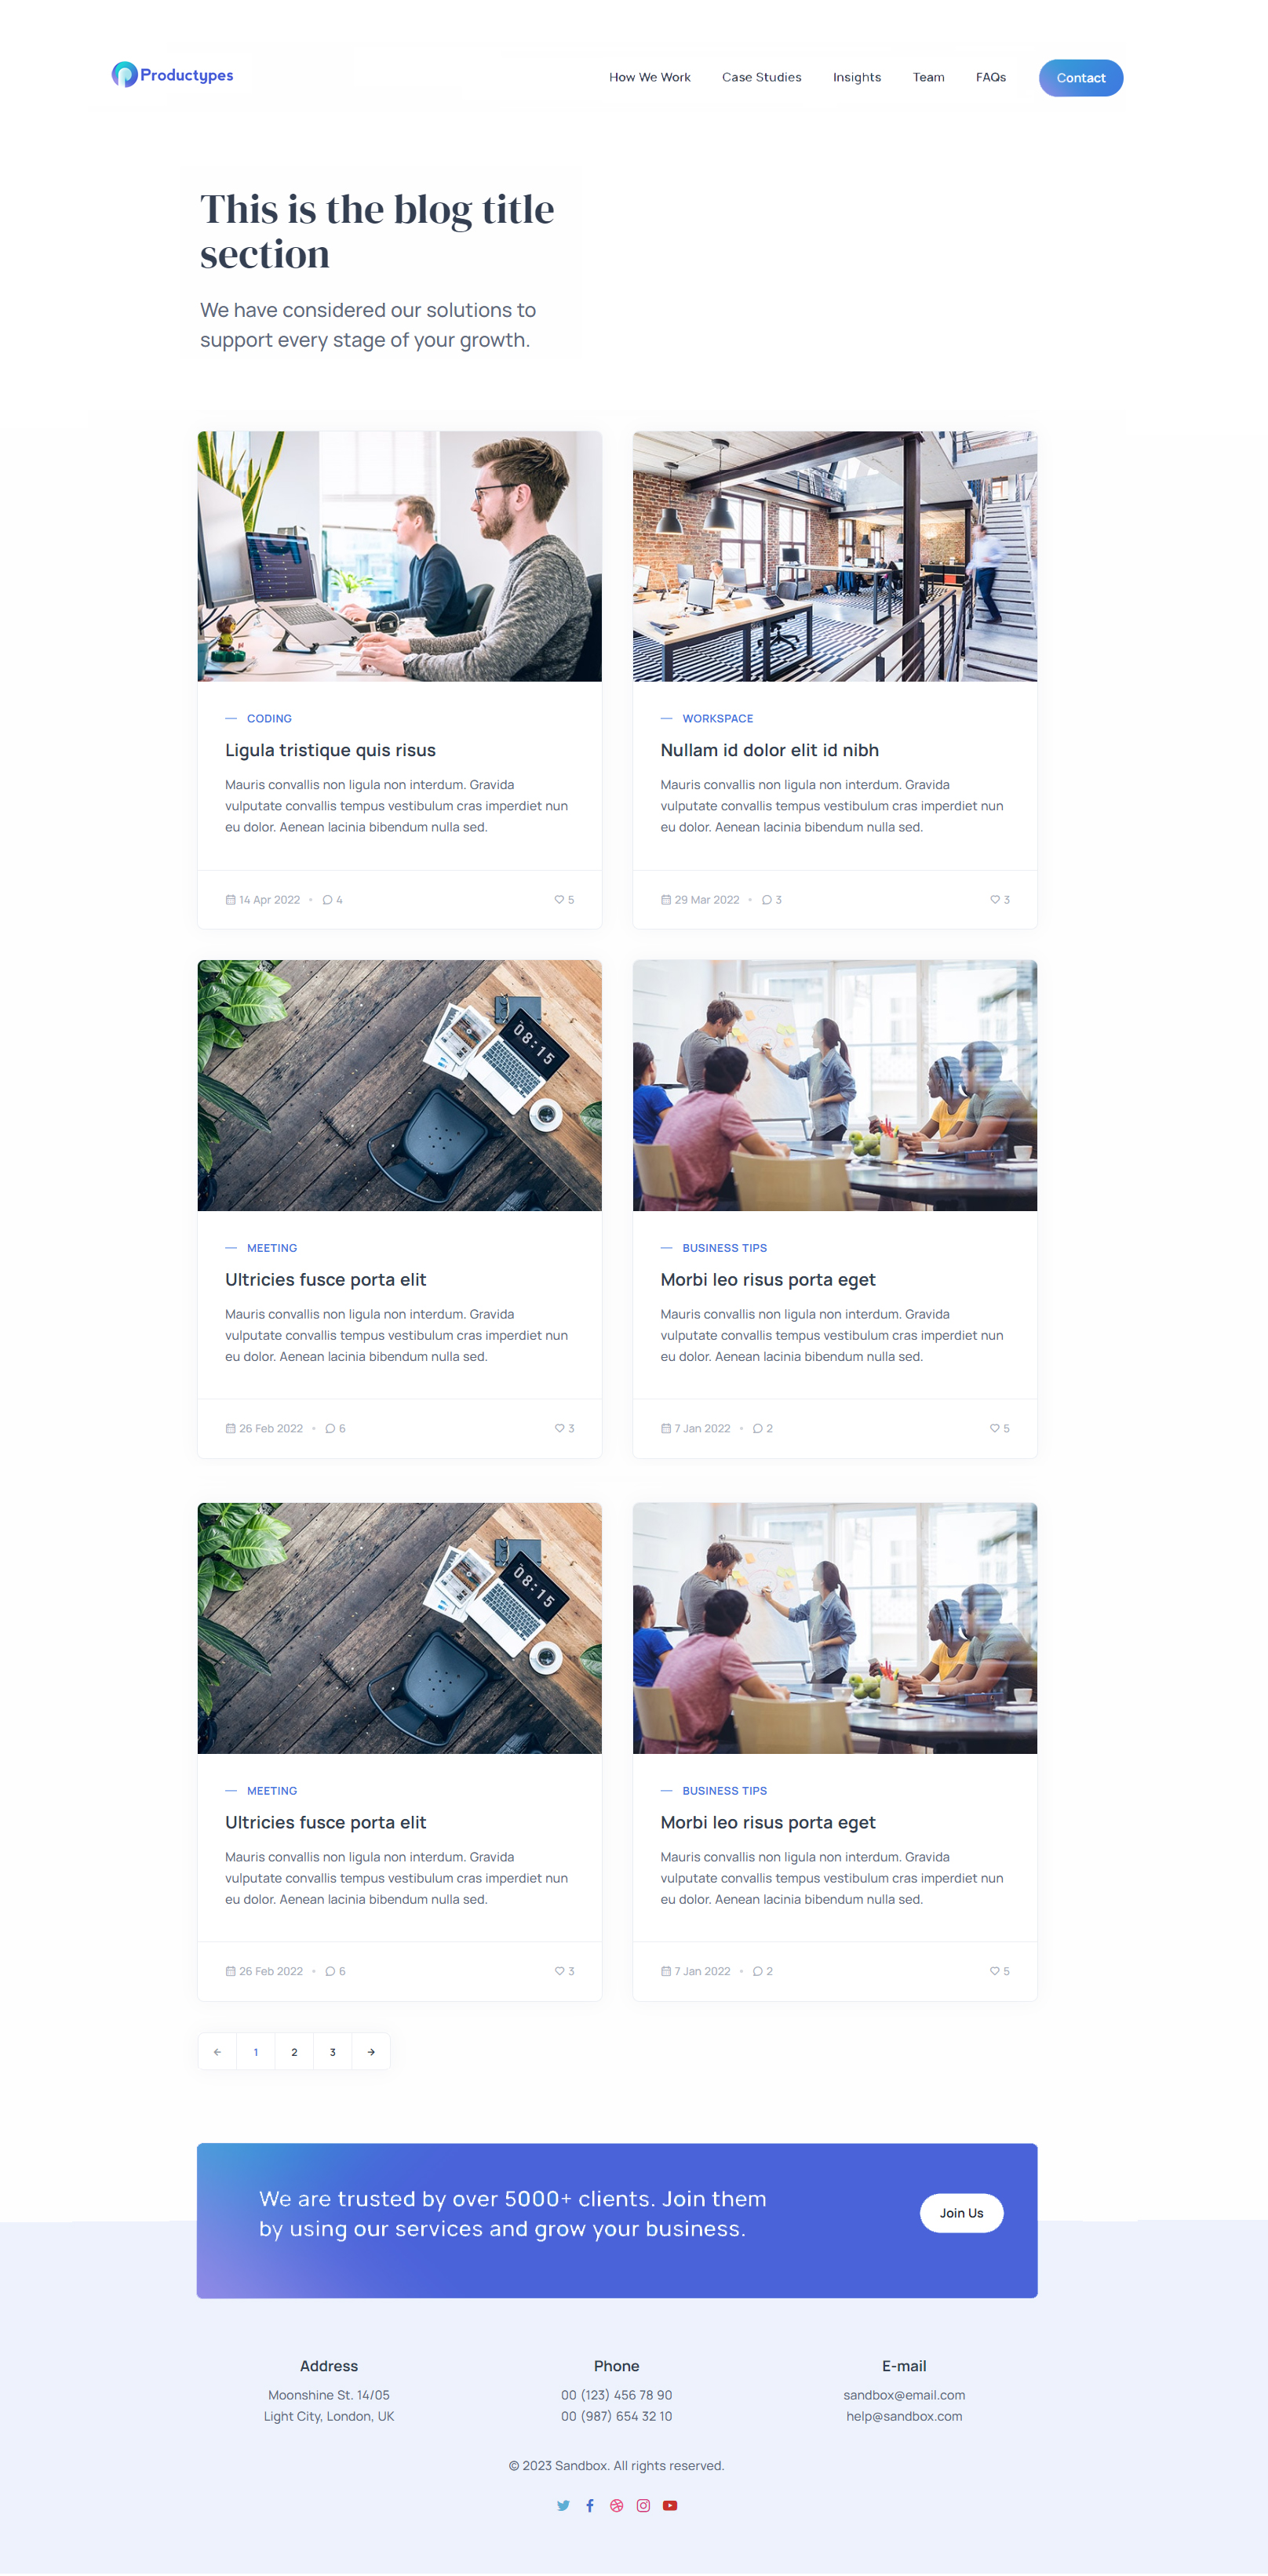 Productypes
How We Work
Case Studies
Insights
Team
FAQs
Contact
This is the blog title
section
We have considered our solutions to
support every stage of your growth.
CODING
Ligula tristique quis risus
Mauris convallis non ligula non interdum. Gravida
vulputate convallis tempus vestibulum cras imperdiet nun
eu dolor. Aenean lacinia bibendum nulla sed.
14 Apr 2022 • 4
5
WORKSPACE
Nullam id dolor elit id nibh
Mauris convallis non ligula non interdum. Gravida
vulputate convallis tempus vestibulum cras imperdiet nun
eu dolor. Aenean lacinia bibendum nulla sed.
29 Mar 2022 • 3
3
08:15
MEETING
Ultricies fusce porta elit
Mauris convallis non ligula non interdum. Gravida
vulputate convallis tempus vestibulum cras imperdiet nun
eu dolor. Aenean lacinia bibendum nulla sed.
26 Feb 2022 • 6
3
BUSINESS TIPS
Morbi leo risus porta eget
Mauris convallis non ligula non interdum. Gravida
vulputate convallis tempus vestibulum cras imperdiet nun
eu dolor. Aenean lacinia bibendum nulla sed.
7 Jan 2022 • 2
5
08:15
MEETING
Ultricies fusce porta elit
Mauris convallis non ligula non interdum. Gravida
vulputate convallis tempus vestibulum cras imperdiet nun
eu dolor. Aenean lacinia bibendum nulla sed.
26 Feb 2022 • 6
3
BUSINESS TIPS
Morbi leo risus porta eget
Mauris convallis non ligula non interdum. Gravida
vulputate convallis tempus vestibulum cras imperdiet nun
eu dolor. Aenean lacinia bibendum nulla sed.
7 Jan 2022 • 2
5
← 1 2 3 →
We are trusted by over 5000+ clients. Join them
by using our services and grow your business.
Join Us
Address
Moonshine St. 14/05
Light City, London, UK
Phone
00 (123) 456 78 90
00 (987) 654 32 10
E-mail
sandbox@email.com
help@sandbox.com
© 2023 Sandbox. All rights reserved.